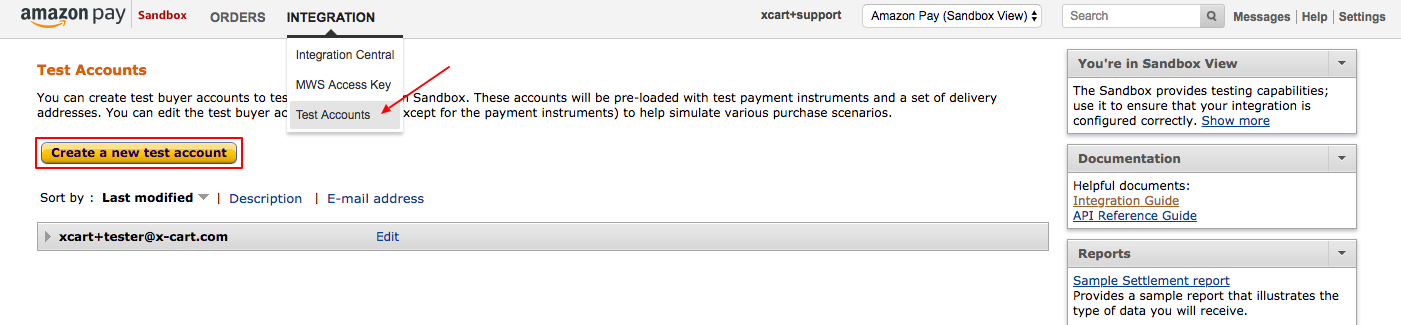 amazon pay Sandbox ORDERS INTEGRATION xcart+support Amazon Pay (Sandbox View) Search Messages | Help | Settings
Integration Central
MWS Access Key
Test Accounts
Test Accounts
You can create test buyer accounts to tes n Sandbox. These accounts will be pre-loaded with test payment instruments and a set of delivery
addresses. You can edit the test buyer ac xcept for the payment instruments) to help simulate various purchase scenarios.
Create a new test account
Sort by : Last modified | Description | E-mail address
xcart+tester@x-cart.com Edit
You're in Sandbox View
The Sandbox provides testing capabilities;
use it to ensure that your integration is
configured correctly. Show more
Documentation
Helpful documents:
Integration Guide
API Reference Guide
Reports
Sample Settlement report
Provides a sample report that illustrates the
type of data you will receive.